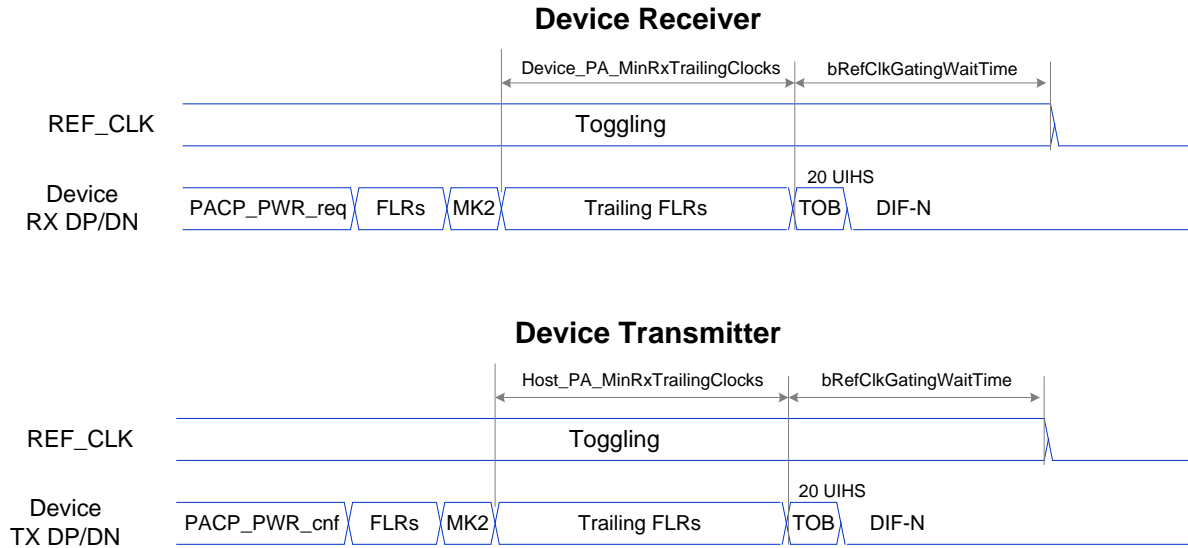 Device Receiver
Device_PA_MinRxTrailingClocks bRefClkGatingWaitTime
REF_CLK Toggling
20 UIHS
Device
RX DP/DN
PACP_PWR_req FLRs MK2 Trailing FLRs TOB DIF-N
Device Transmitter
Host_PA_MinRxTrailingClocks bRefClkGatingWaitTime
REF_CLK Toggling
20 UIHS
Device
TX DP/DN
PACP_PWR_cnf FLRs MK2 Trailing FLRs TOB DIF-N